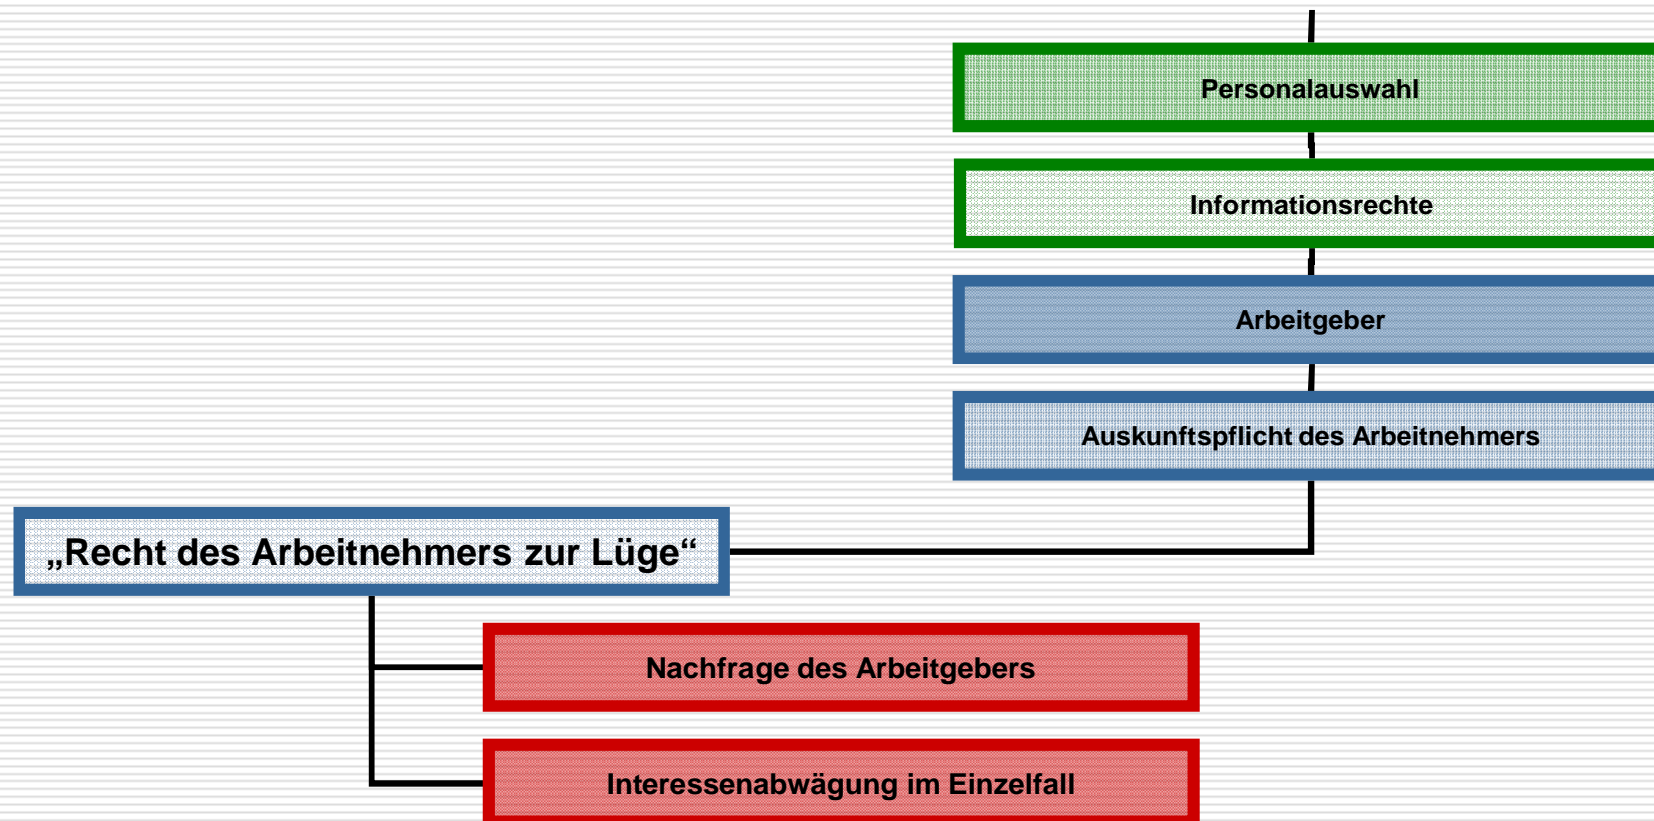 Personalauswahl
Informationsrechte
Arbeitgeber
Auskunftspflicht des Arbeitnehmers
„Recht des Arbeitnehmers zur Lüge“
Nachfrage des Arbeitgebers
Interessenabwägung im Einzelfall